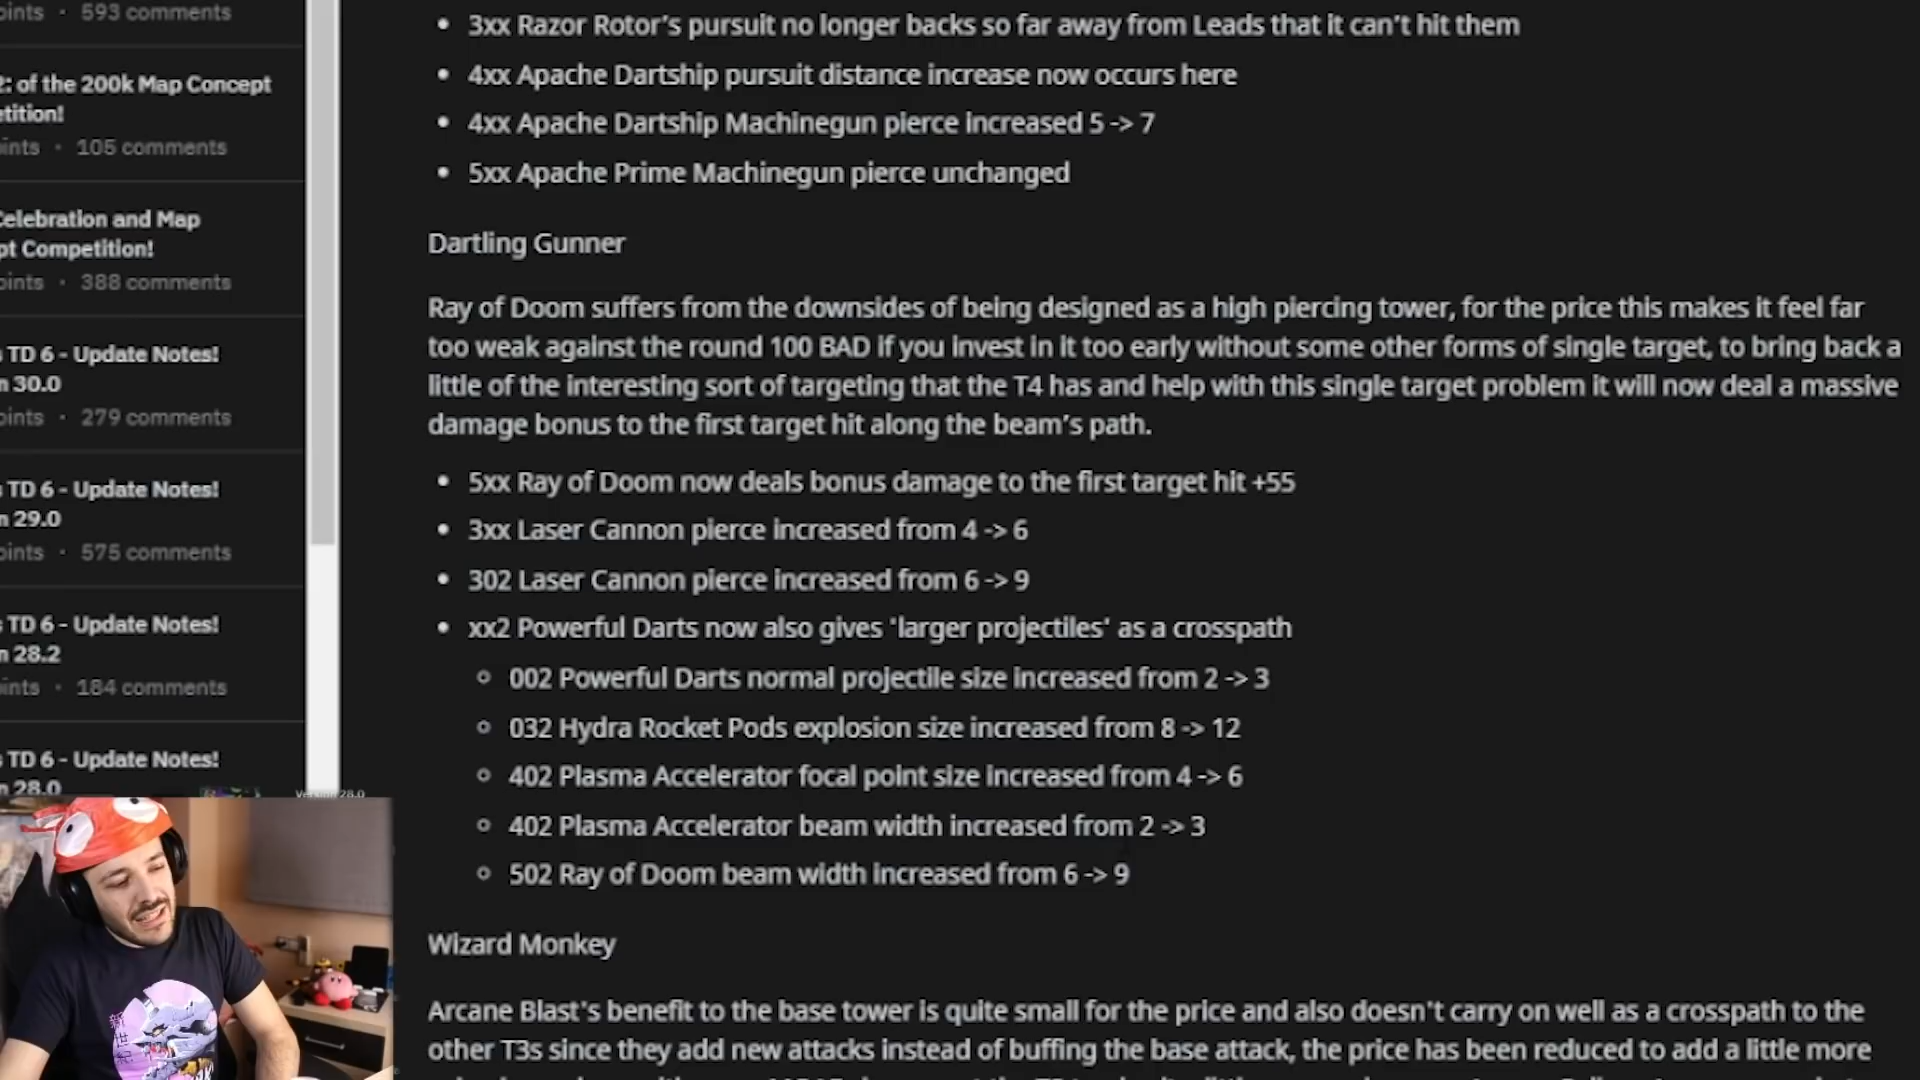 593 comments
2: of the 200k Map Concept
etition!
ints · 105 comments
Celebration and Map
pt Competition!
oints · 388 comments
TD 6 - Update Notes!
n 30.0
oints · 279 comments
TD 6 - Update Notes!
n 29.0
oints · 575 comments
TD 6 - Update Notes!
n 28.2
oints · 184 comments
TD 6 - Update Notes!
n 28.0
Version 28.0
• 3xx Razor Rotor's pursuit no longer backs so far away from Leads that it can't hit them
• 4xx Apache Dartship pursuit distance increase now occurs here
• 4xx Apache Dartship Machinegun pierce increased 5 -> 7
• 5xx Apache Prime Machinegun pierce unchanged
Dartling Gunner
Ray of Doom suffers from the downsides of being designed as a high piercing tower, for the price this makes it feel far
too weak against the round 100 BAD if you invest in it too early without some other forms of single target, to bring back a
little of the interesting sort of targeting that the T4 has and help with this single target problem it will now deal a massive
damage bonus to the first target hit along the beam's path.
• 5xx Ray of Doom now deals bonus damage to the first target hit +55
• 3xx Laser Cannon pierce increased from 4 -> 6
• 302 Laser Cannon pierce increased from 6 -> 9
• xx2 Powerful Darts now also gives 'larger projectiles' as a crosspath
◦ 002 Powerful Darts normal projectile size increased from 2 -> 3
◦ 032 Hydra Rocket Pods explosion size increased from 8 -> 12
◦ 402 Plasma Accelerator focal point size increased from 4 -> 6
◦ 402 Plasma Accelerator beam width increased from 2 -> 3
◦ 502 Ray of Doom beam width increased from 6 -> 9
Wizard Monkey
Arcane Blast's benefit to the base tower is quite small for the price and also doesn't carry on well as a crosspath to the
other T3s since they add new attacks instead of buffing the base attack, the price has been reduced to add a little more